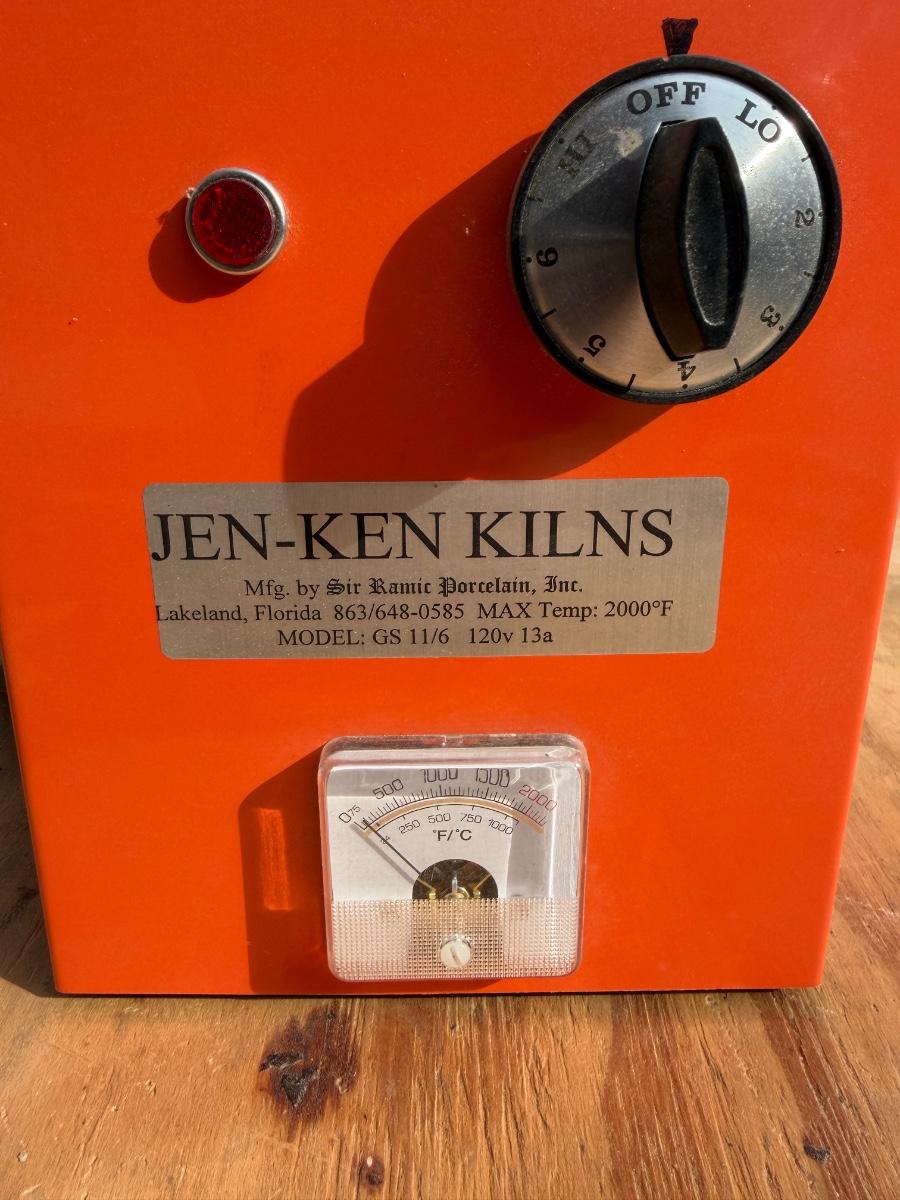 OFF
LO
2
3
4
5
6
HI
JEN-KEN KILNS
Mfg. by Sir Ramic Porcelain, Inc.
Lakeland, Florida 863/648-0585 MAX Temp: 2000°F
MODEL: GS 11/6 120v 13a
0 75 500 1000 1500 2000
250 500 750 1000
°F/°C